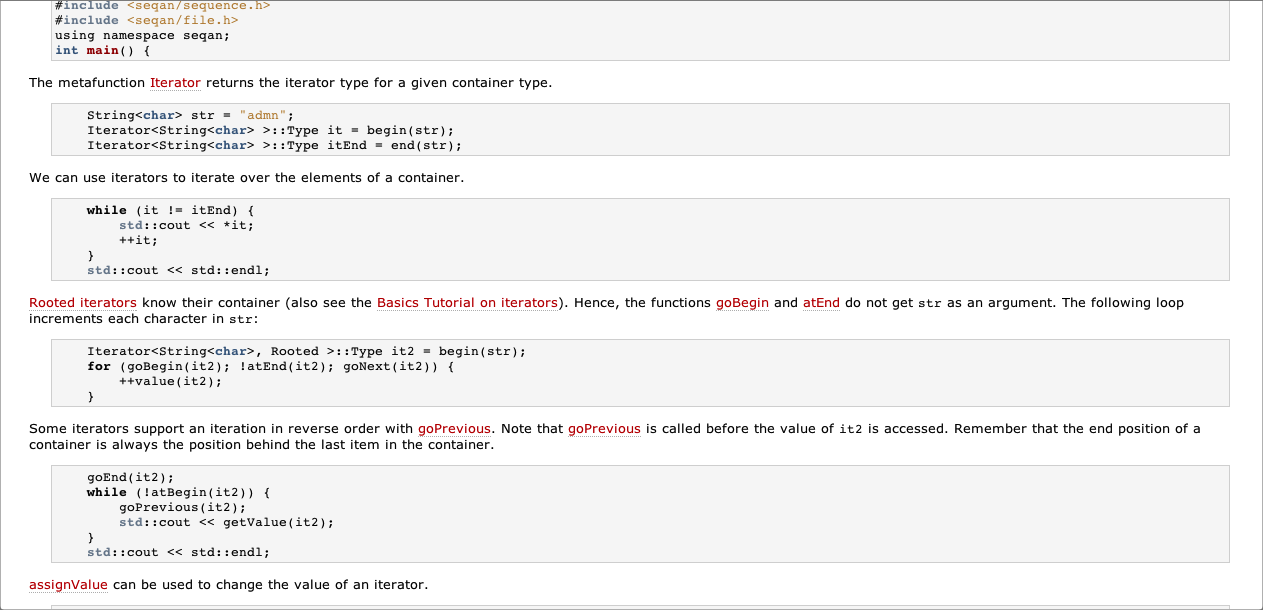 #include <seqan/sequence.h>
#include <seqan/file.h>
using namespace seqan;
int main() {
The metafunction Iterator returns the iterator type for a given container type.
    String<char> str = "admn";
    Iterator<String<char> >::Type it = begin(str);
    Iterator<String<char> >::Type itEnd = end(str);
We can use iterators to iterate over the elements of a container.
    while (it != itEnd) {
        std::cout << *it;
        ++it;
    }
    std::cout << std::endl;
Rooted iterators know their container (also see the Basics Tutorial on iterators). Hence, the functions goBegin and atEnd do not get str as an argument. The following loop
increments each character in str:
    Iterator<String<char>, Rooted >::Type it2 = begin(str);
    for (goBegin(it2); !atEnd(it2); goNext(it2)) {
        ++value(it2);
    }
Some iterators support an iteration in reverse order with goPrevious. Note that goPrevious is called before the value of it2 is accessed. Remember that the end position of a
container is always the position behind the last item in the container.
    goEnd(it2);
    while (!atBegin(it2)) {
        goPrevious(it2);
        std::cout << getValue(it2);
    }
    std::cout << std::endl;
assignValue can be used to change the value of an iterator.